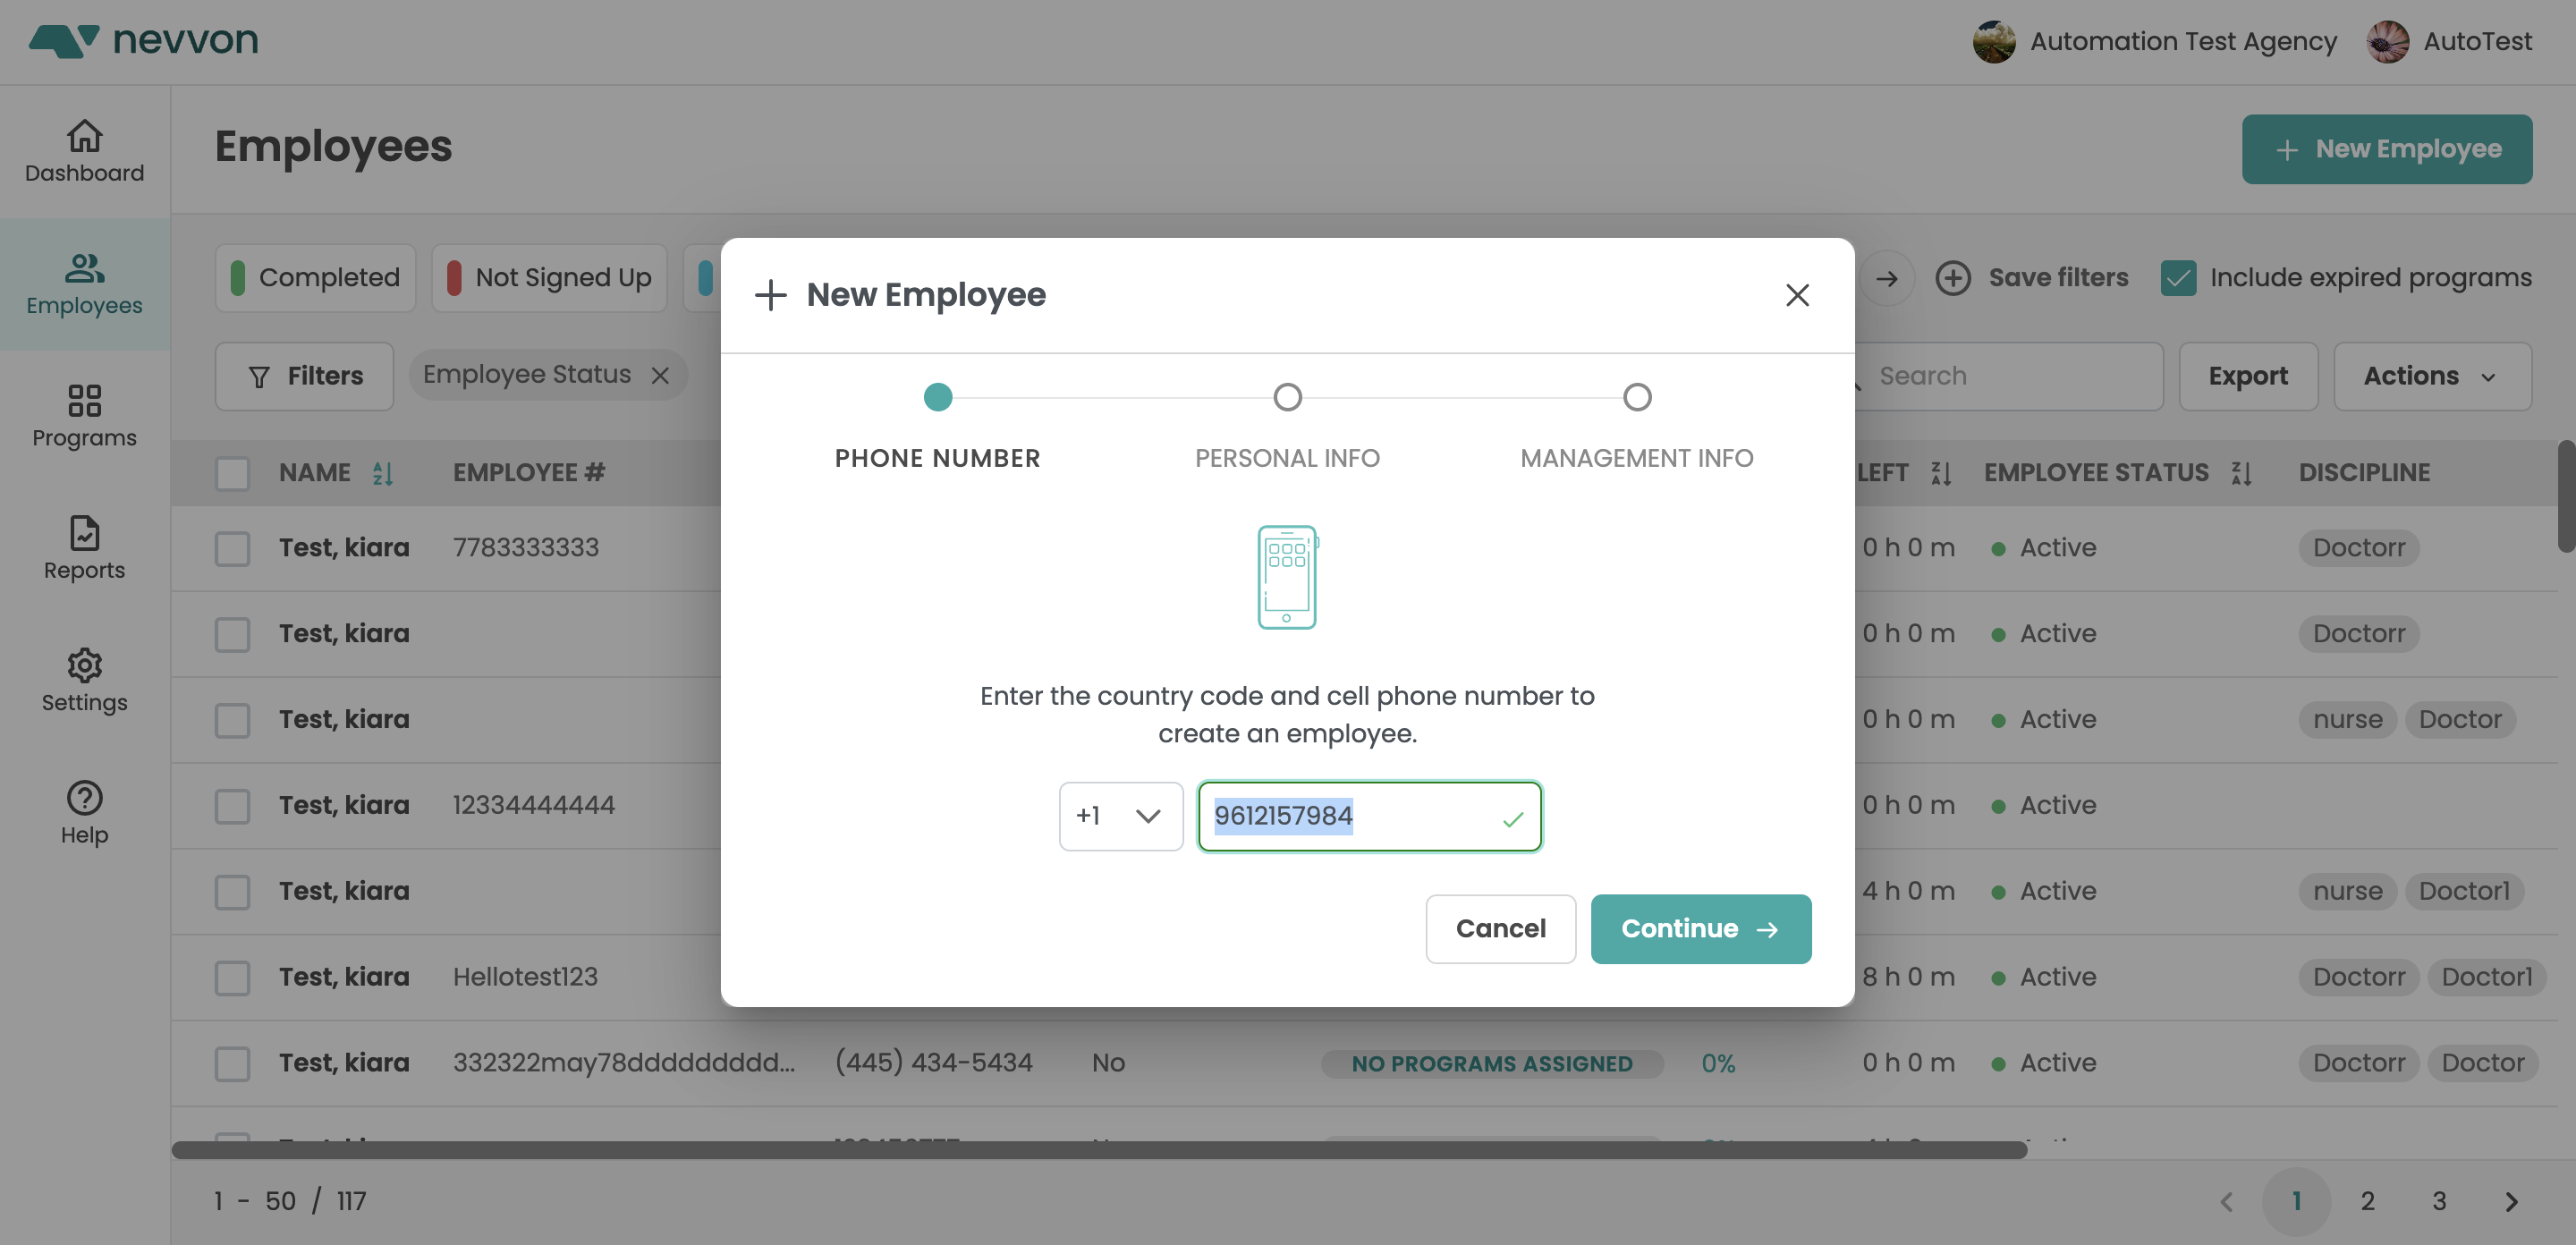 nevvon
Automation Test Agency
AutoTest
Dashboard
Employees
Programs
Reports
Settings
Help
Employees
New Employee
Completed
Not Signed Up
Save filters
Include expired programs
Filters
Employee Status
Search
Export
Actions
NAME EMPLOYEE # LEFT EMPLOYEE STATUS DISCIPLINE
Test, kiara 7783333333 0 h 0 m Active Doctorr
Test, kiara 0 h 0 m Active Doctorr
Test, kiara 0 h 0 m Active nurse Doctor
Test, kiara 12334444444 0 h 0 m Active
Test, kiara 4 h 0 m Active nurse Doctor1
Test, kiara Hellotest123 8 h 0 m Active Doctorr Doctor1
Test, kiara 332322may78dddddddddd... (445) 434-5434 No NO PROGRAMS ASSIGNED 0% 0 h 0 m Active Doctorr Doctor
1 - 50 / 117
1 2 3
New Employee
PHONE NUMBER
PERSONAL INFO
MANAGEMENT INFO
Enter the country code and cell phone number to
create an employee.
+1
9612157984
Cancel
Continue